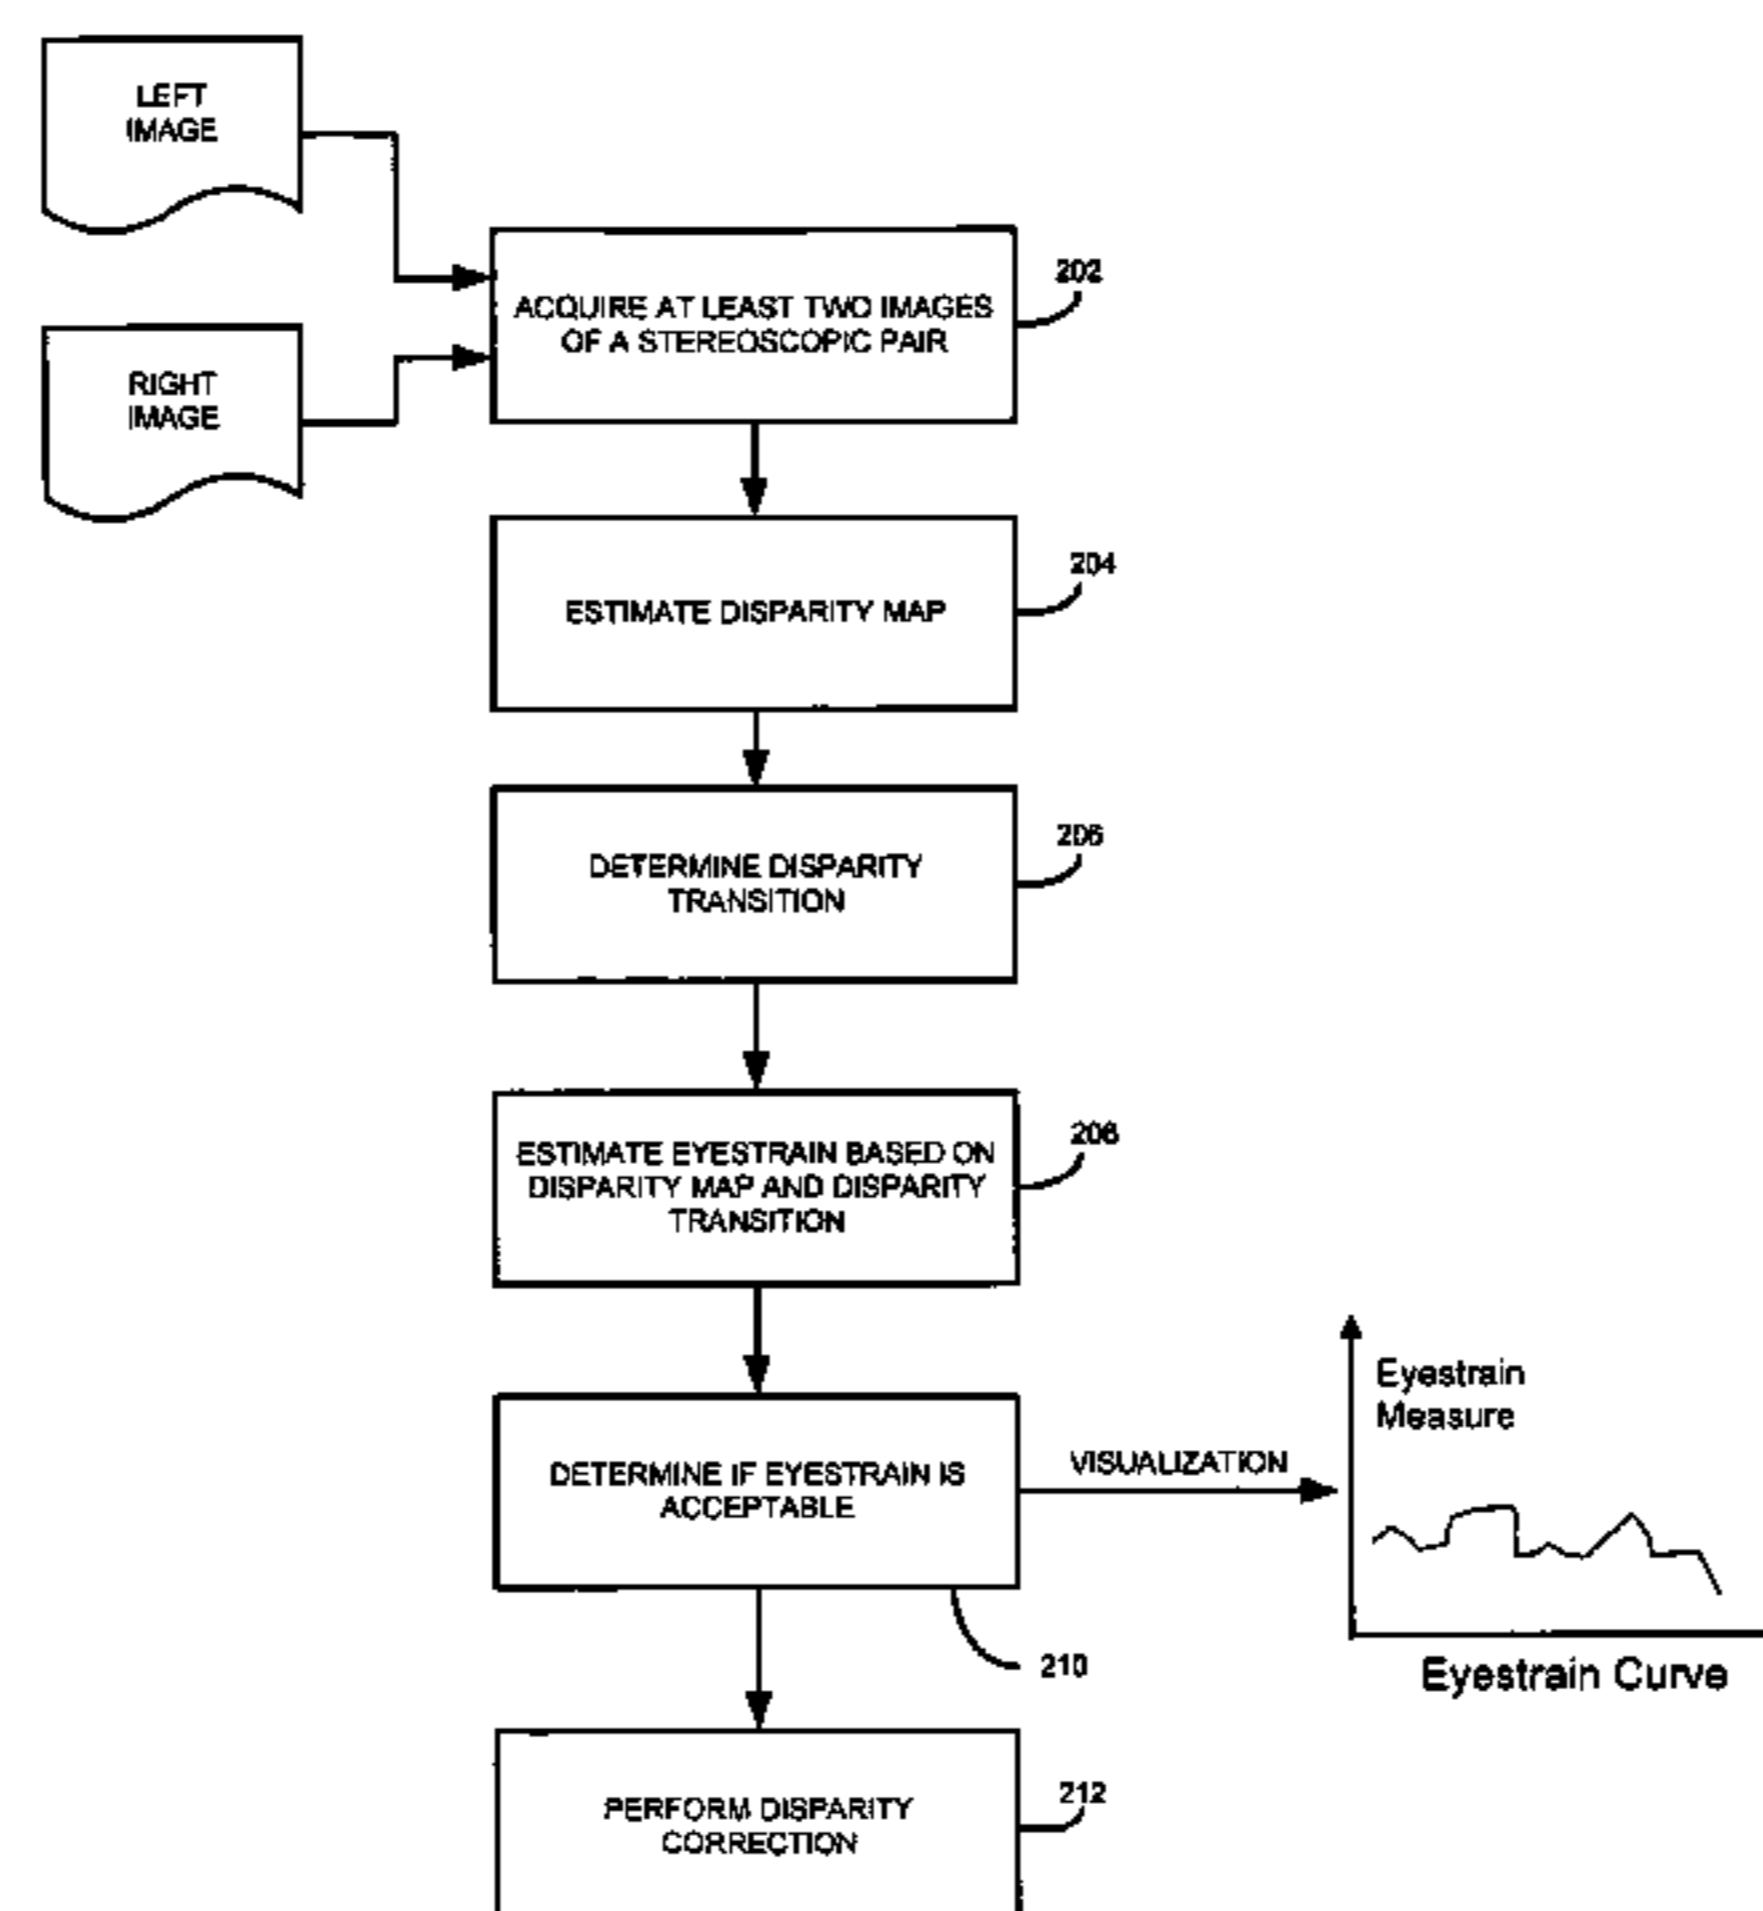 LEFT
IMAGE
RIGHT
IMAGE
ACQUIRE AT LEAST TWO IMAGES
OF A STEREOSCOPIC PAIR
202
ESTIMATE DISPARITY MAP
204
DETERMINE DISPARITY
TRANSITION
206
ESTIMATE EYESTRAIN BASED ON
DISPARITY MAP AND DISPARITY
TRANSITION
208
DETERMINE IF EYESTRAIN IS
ACCEPTABLE
VISUALIZATION
Eyestrain
Measure
210
Eyestrain Curve
PERFORM DISPARITY
CORRECTION
212